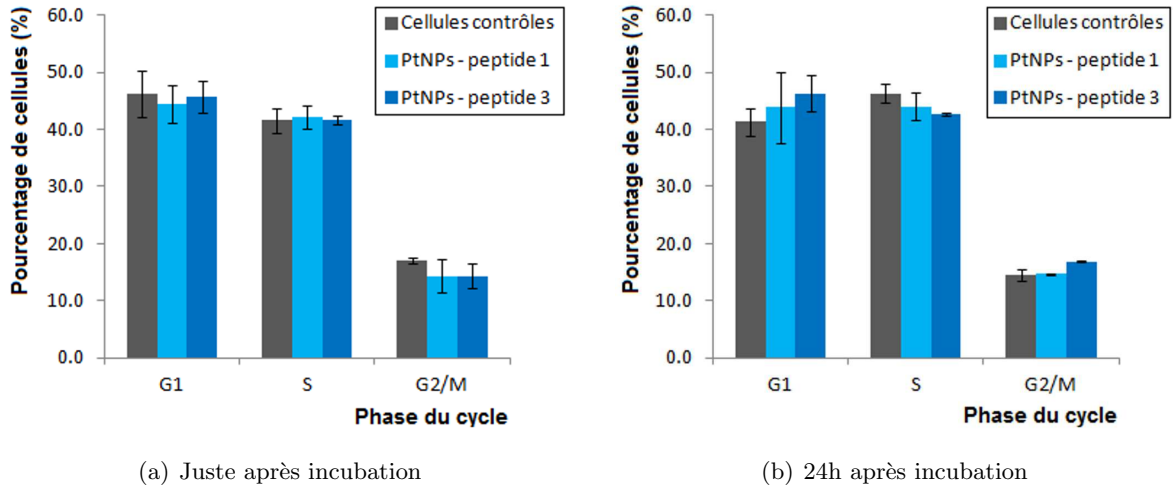 Pourcentage de cellules (%)
60.0
50.0
40.0
30.0
20.0
10.0
0.0
Cellules contrôles
PtNPs - peptide 1
PtNPs - peptide 3
G1
S
G2/M
Phase du cycle
(a) Juste après incubation
Pourcentage de cellules (%)
60.0
50.0
40.0
30.0
20.0
10.0
0.0
Cellules contrôles
PtNPs - peptide 1
PtNPs - peptide 3
G1
S
G2/M
Phase du cycle
(b) 24h après incubation